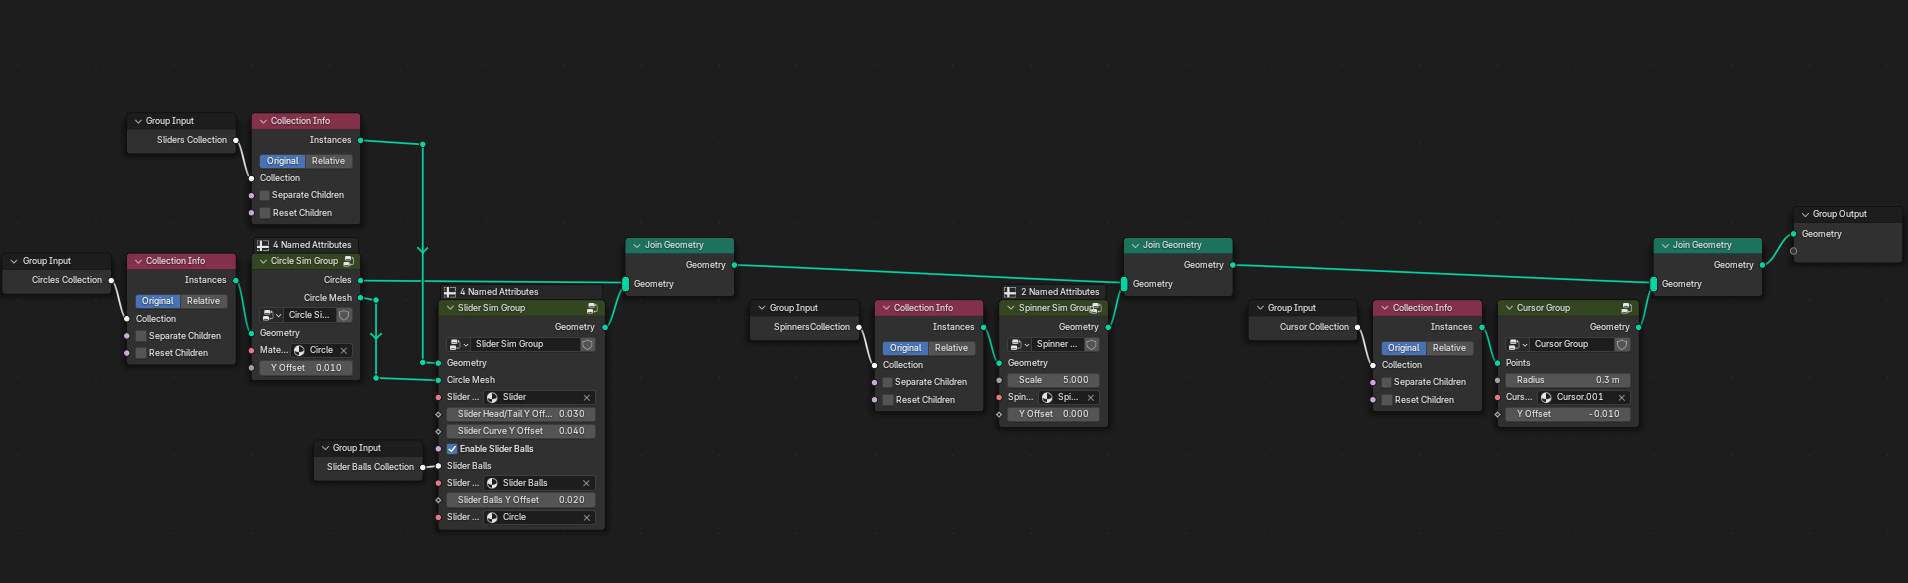 Group Input
Sliders Collection
Collection Info
Instances
Original Relative
Collection
Separate Children
Reset Children
Group Input
Circles Collection
Collection Info
Instances
Original Relative
Collection
Separate Children
Reset Children
4 Named Attributes
Circle Sim Group
Circles
Circle Mesh
Circle Si...
Geometry
Mate... Circle
Y Offset 0.010
4 Named Attributes
Slider Sim Group
Geometry
Slider Sim Group
Geometry
Circle Mesh
Slider ... Slider
Slider Head/Tail Y Off... 0.030
Slider Curve Y Offset 0.040
Enable Slider Balls
Slider Balls
Slider ... Slider Balls
Slider Balls Y Offset 0.020
Slider ... Circle
Group Input
Slider Balls Collection
Join Geometry
Geometry
Geometry
Group Input
SpinnersCollection
Collection Info
Instances
Original Relative
Collection
Separate Children
Reset Children
2 Named Attributes
Spinner Sim Group
Geometry
Spinner ...
Geometry
Scale 5.000
Spin... Spi...
Y Offset 0.000
Join Geometry
Geometry
Geometry
Group Input
Cursor Collection
Collection Info
Instances
Original Relative
Collection
Separate Children
Reset Children
Cursor Group
Geometry
Cursor Group
Points
Radius 0.3 m
Curs... Cursor.001
Y Offset -0.010
Join Geometry
Geometry
Geometry
Group Output
Geometry